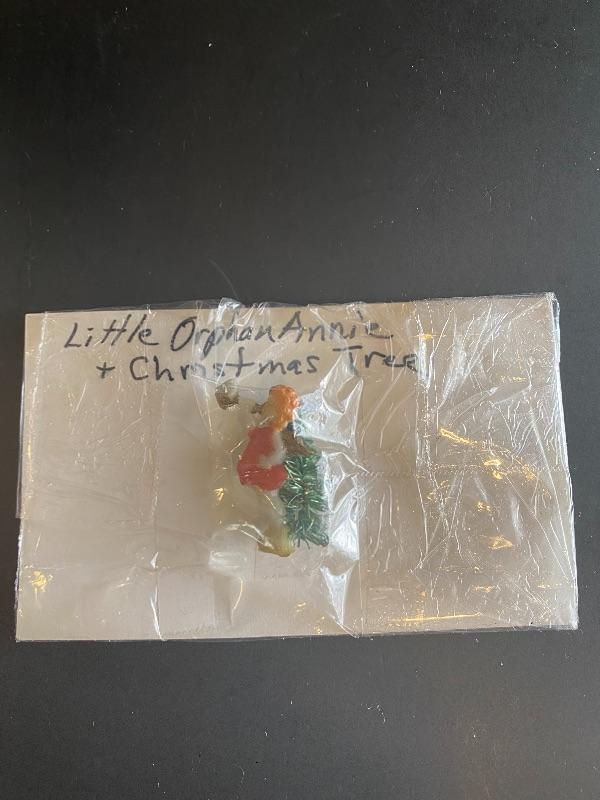 Little Orphan Annie
+ Christmas Tree